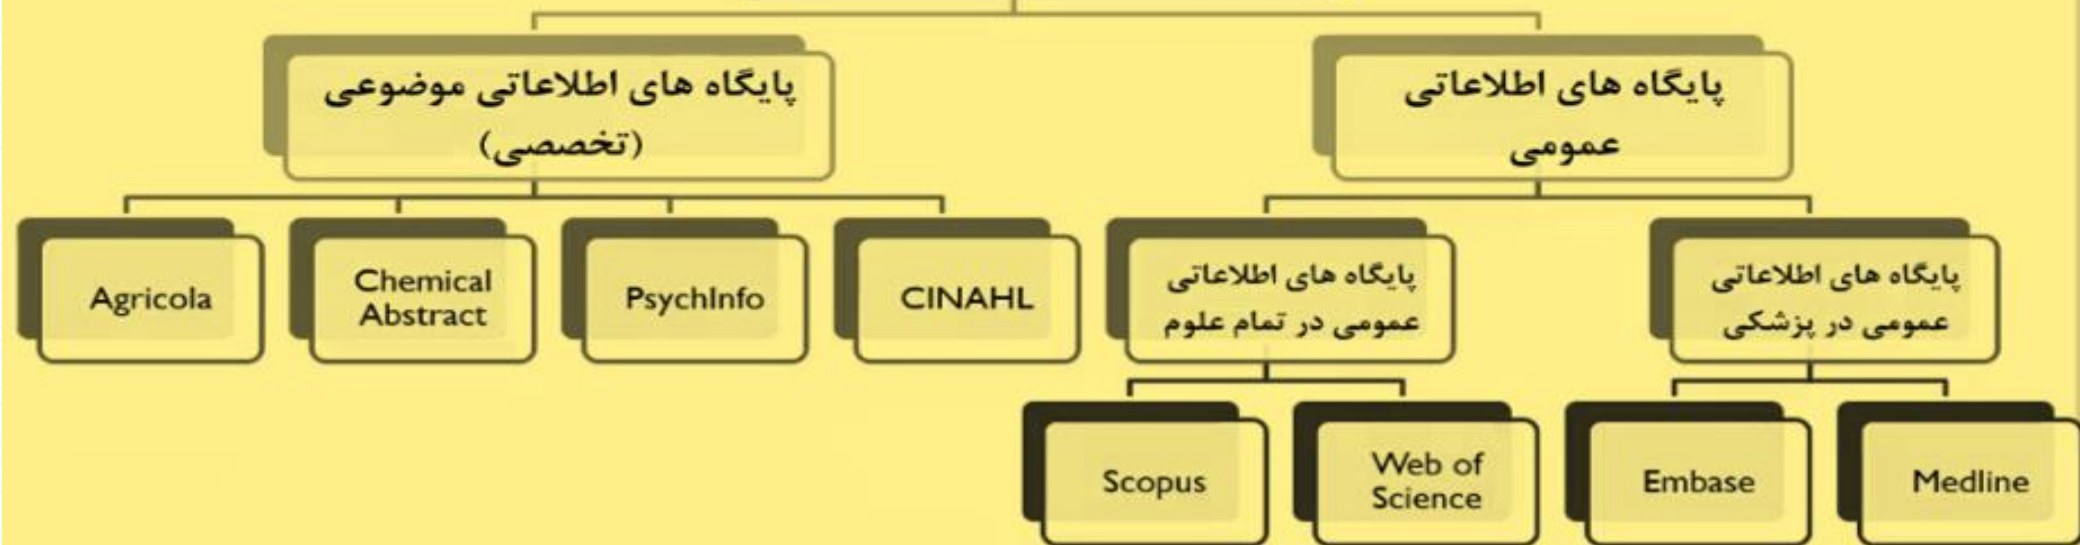 پایگاه های اطلاعاتی
عمومی
پایگاه های اطلاعاتی موضوعی
(تخصصی)
پایگاه های اطلاعاتی
عمومی در پزشکی
پایگاه های اطلاعاتی
عمومی در تمام علوم
CINAHL
PsychInfo
Chemical
Abstract
Agricola
Medline
Embase
Web of
Science
Scopus